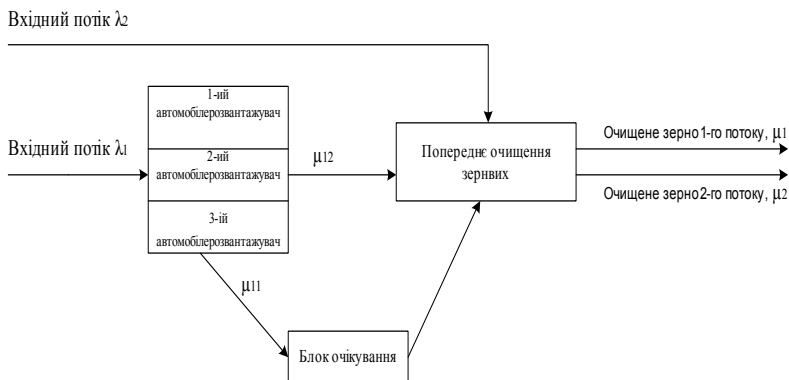 Вхідний потік λ2
1-ий
автомобілерозвантажувач
Вхідний потік λ1
2-ий
автомобілерозвантажувач
μ12
Попереднє очищення
зернвих
Очищене зерно 1-го потоку, μ1
Очищене зерно 2-го потоку, μ2
3-ій
автомобілерозвантажувач
μ11
Блок очікування